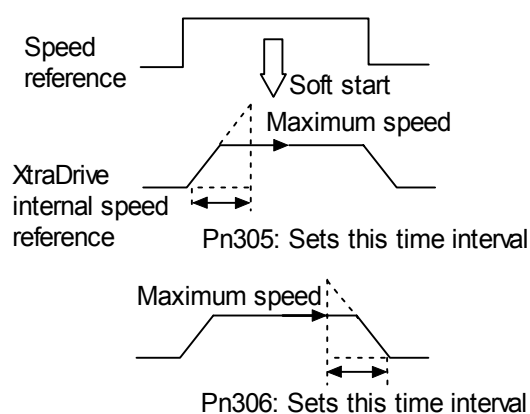 Speed
reference
Soft start
Maximum speed
XtraDrive
internal speed
reference
Pn305: Sets this time interval
Maximum speed
Pn306: Sets this time interval